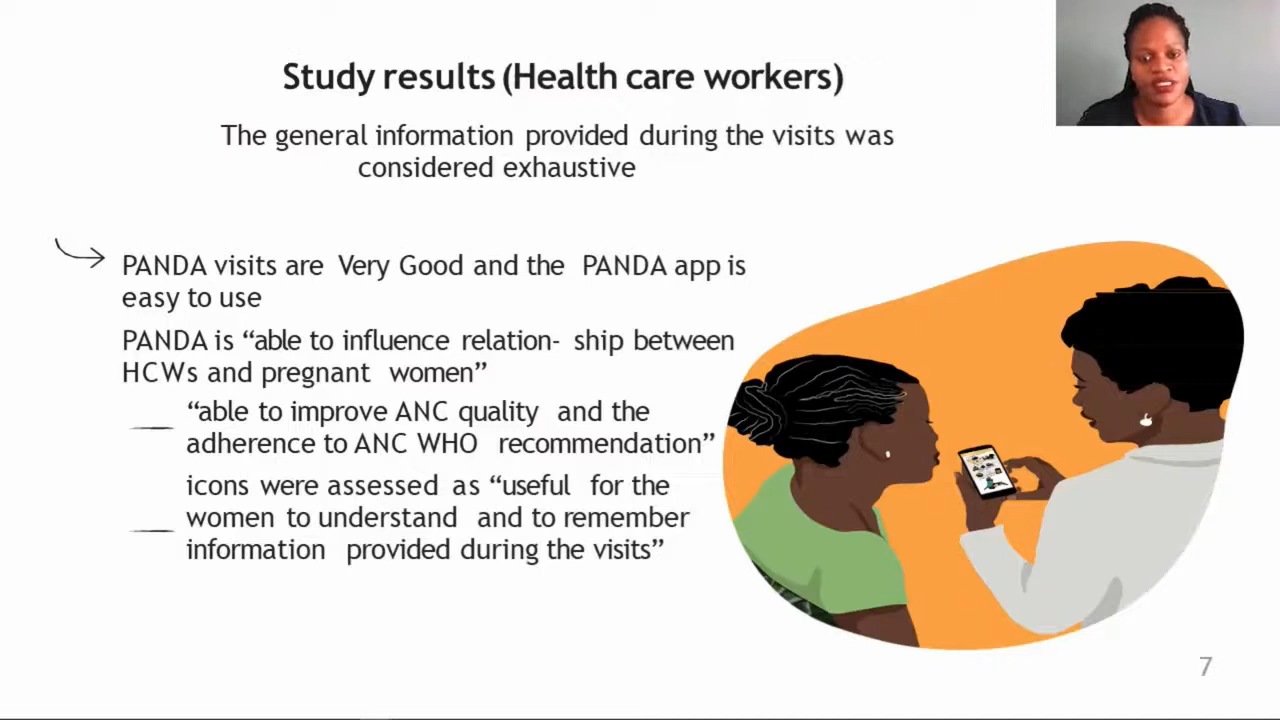 Study results (Health care workers)
The general information provided during the visits was
considered exhaustive
PANDA visits are Very Good and the PANDA app is
easy to use
PANDA is “able to influence relation- ship between
HCWs and pregnant women”
“able to improve ANC quality and the
adherence to ANC WHO recommendation”
icons were assessed as “useful for the
women to understand and to remember
information provided during the visits”
7